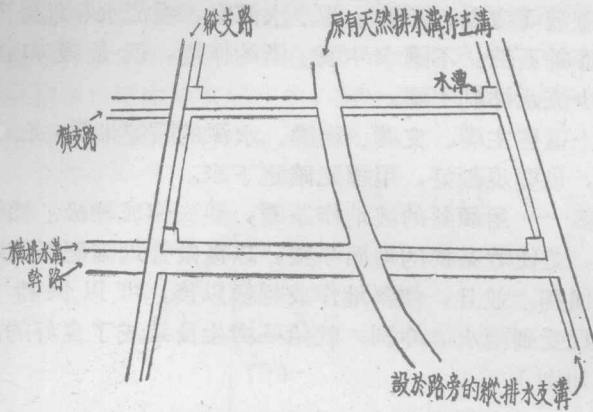 縱支路
原有天然排水溝作主溝
水潭
橫支路
橫排水溝
幹路
設於路旁的縱排水支溝